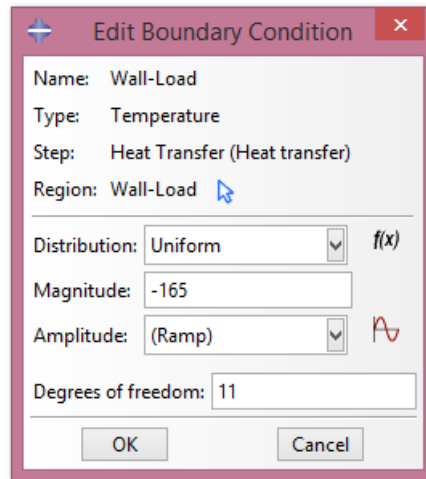 Edit Boundary Condition
Name: Wall-Load
Type: Temperature
Step: Heat Transfer (Heat transfer)
Region: Wall-Load
Distribution: Uniform f(x)
Magnitude: -165
Amplitude: (Ramp)
Degrees of freedom: 11
OK Cancel